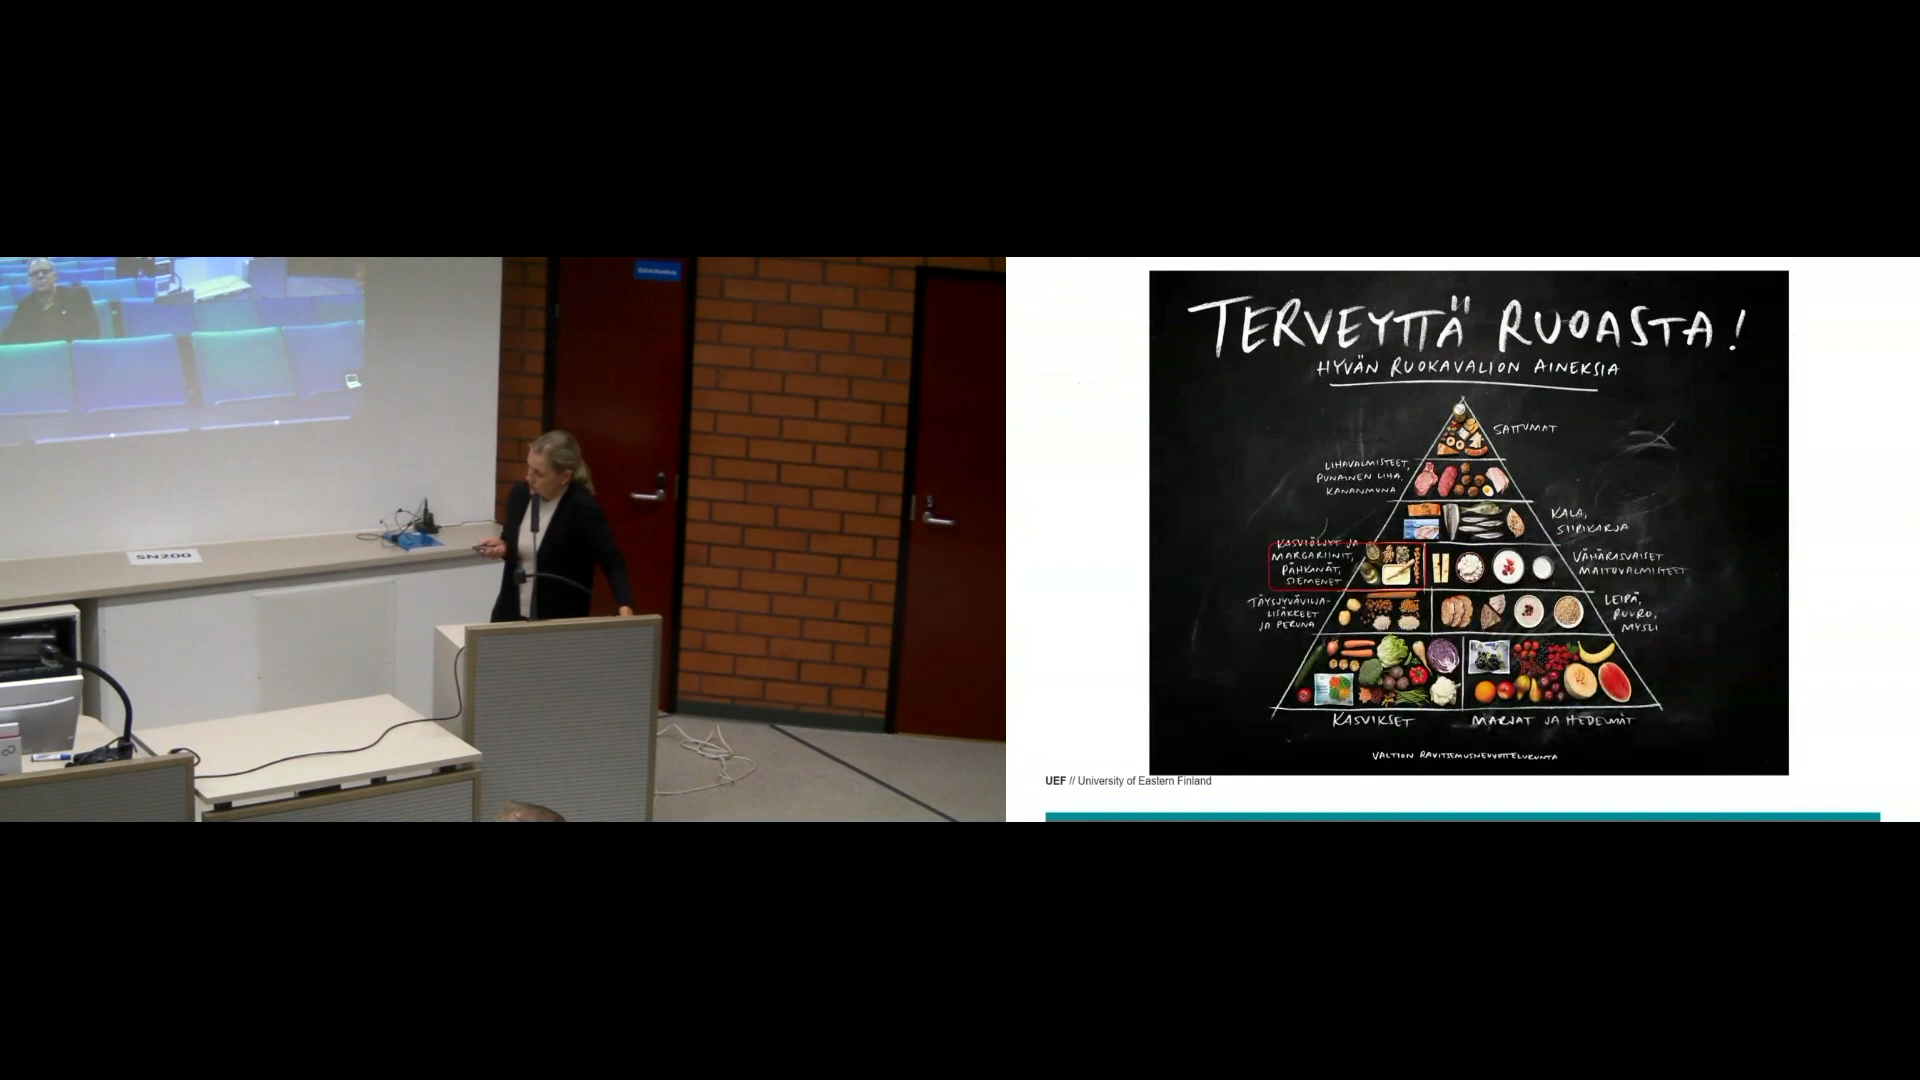 SN200
TERVEYTTÄ RUOASTA!
HYVÄN RUOKAVALION AINEKSIA
SATTUMAT
LIHAVALMISTEET,
PUNAINEN LIHA,
KANANMUNA
KALA,
SIIPIKARJA
KASVIÖLJYT JA
MARGARIINIT,
PÄHKINÄT,
SIEMENET
VÄHÄRASVAISET
MAITOVALMISTEET
TÄYSJYVÄVILJA-
LISÄKKEET
JA PERUNA
LEIPÄ,
PUURO,
MYSLI
KASVIKSET
MARJAT JA HEDELMÄT
VALTION RAVITSEMUSNEUVOTTELUKUNTA
UEF // University of Eastern Finland